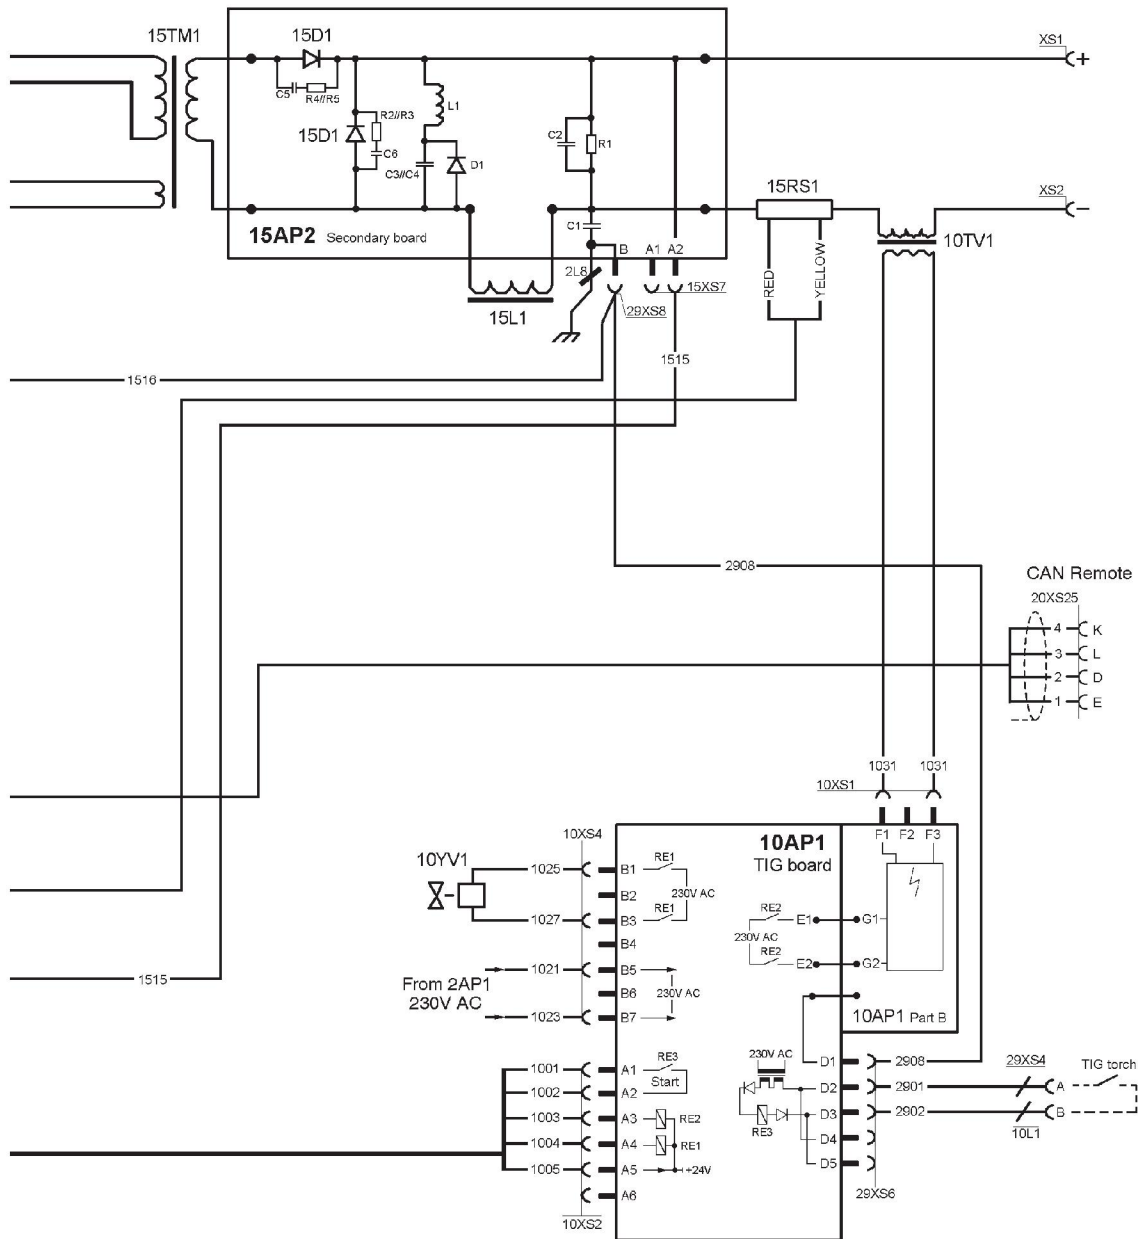 15TM1
15D1
XS1
+
C5
R4//R5
L1
R2//R3
15D1
C6
C3//C4
D1
C2
R1
15RS1
XS2
−
15AP2 Secondary board
C1
B
A1
A2
10TV1
2L8
15XS7
RED
YELLOW
29XS8
15L1
1515
1516
2908
CAN Remote
20XS25
4
K
3
L
2
D
1
E
1031
1031
10XS1
10XS4
10AP1
TIG board
F1
F2
F3
10YV1
1025
B1
RE1
B2
230V AC
1027
B3
RE1
RE2
E1
G1
B4
230V AC
RE2
E2
G2
From 2AP1
230V AC
1021
B5
B6
230V AC
1023
B7
1515
10AP1 Part B
1001
A1
RE3
Start
230V AC
D1
2908
29XS4
TIG torch
1002
A2
D2
2901
A
1003
A3
RE2
RE3
D3
2902
B
10L1
1004
A4
RE1
D4
1005
A5
+24V
D5
A6
29XS6
10XS2